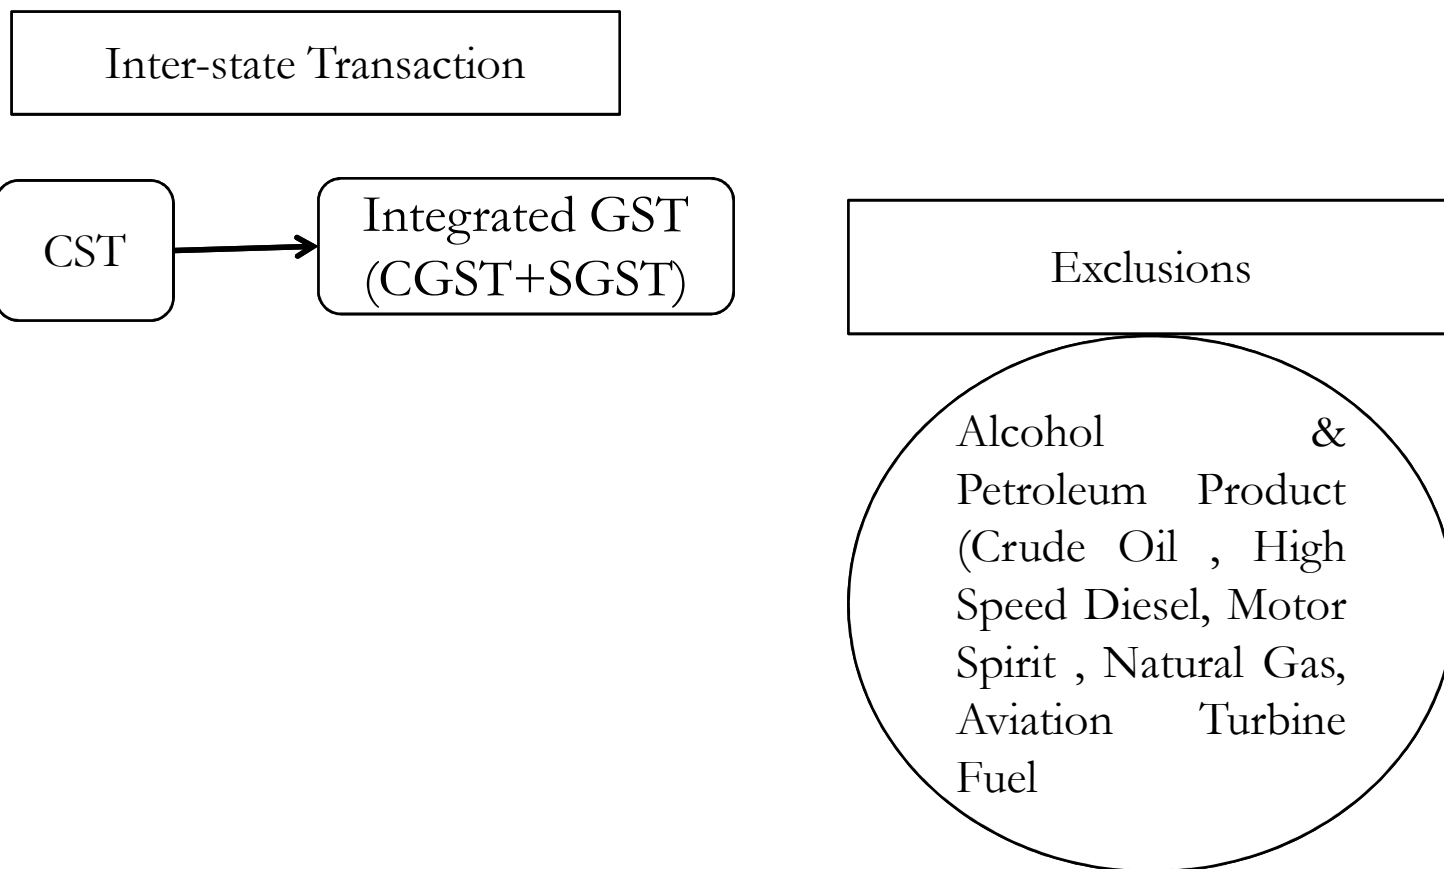 Inter-state Transaction
CST
Integrated GST
(CGST+SGST)
Exclusions
Alcohol &
Petroleum Product
(Crude Oil , High
Speed Diesel, Motor
Spirit , Natural Gas,
Aviation Turbine
Fuel